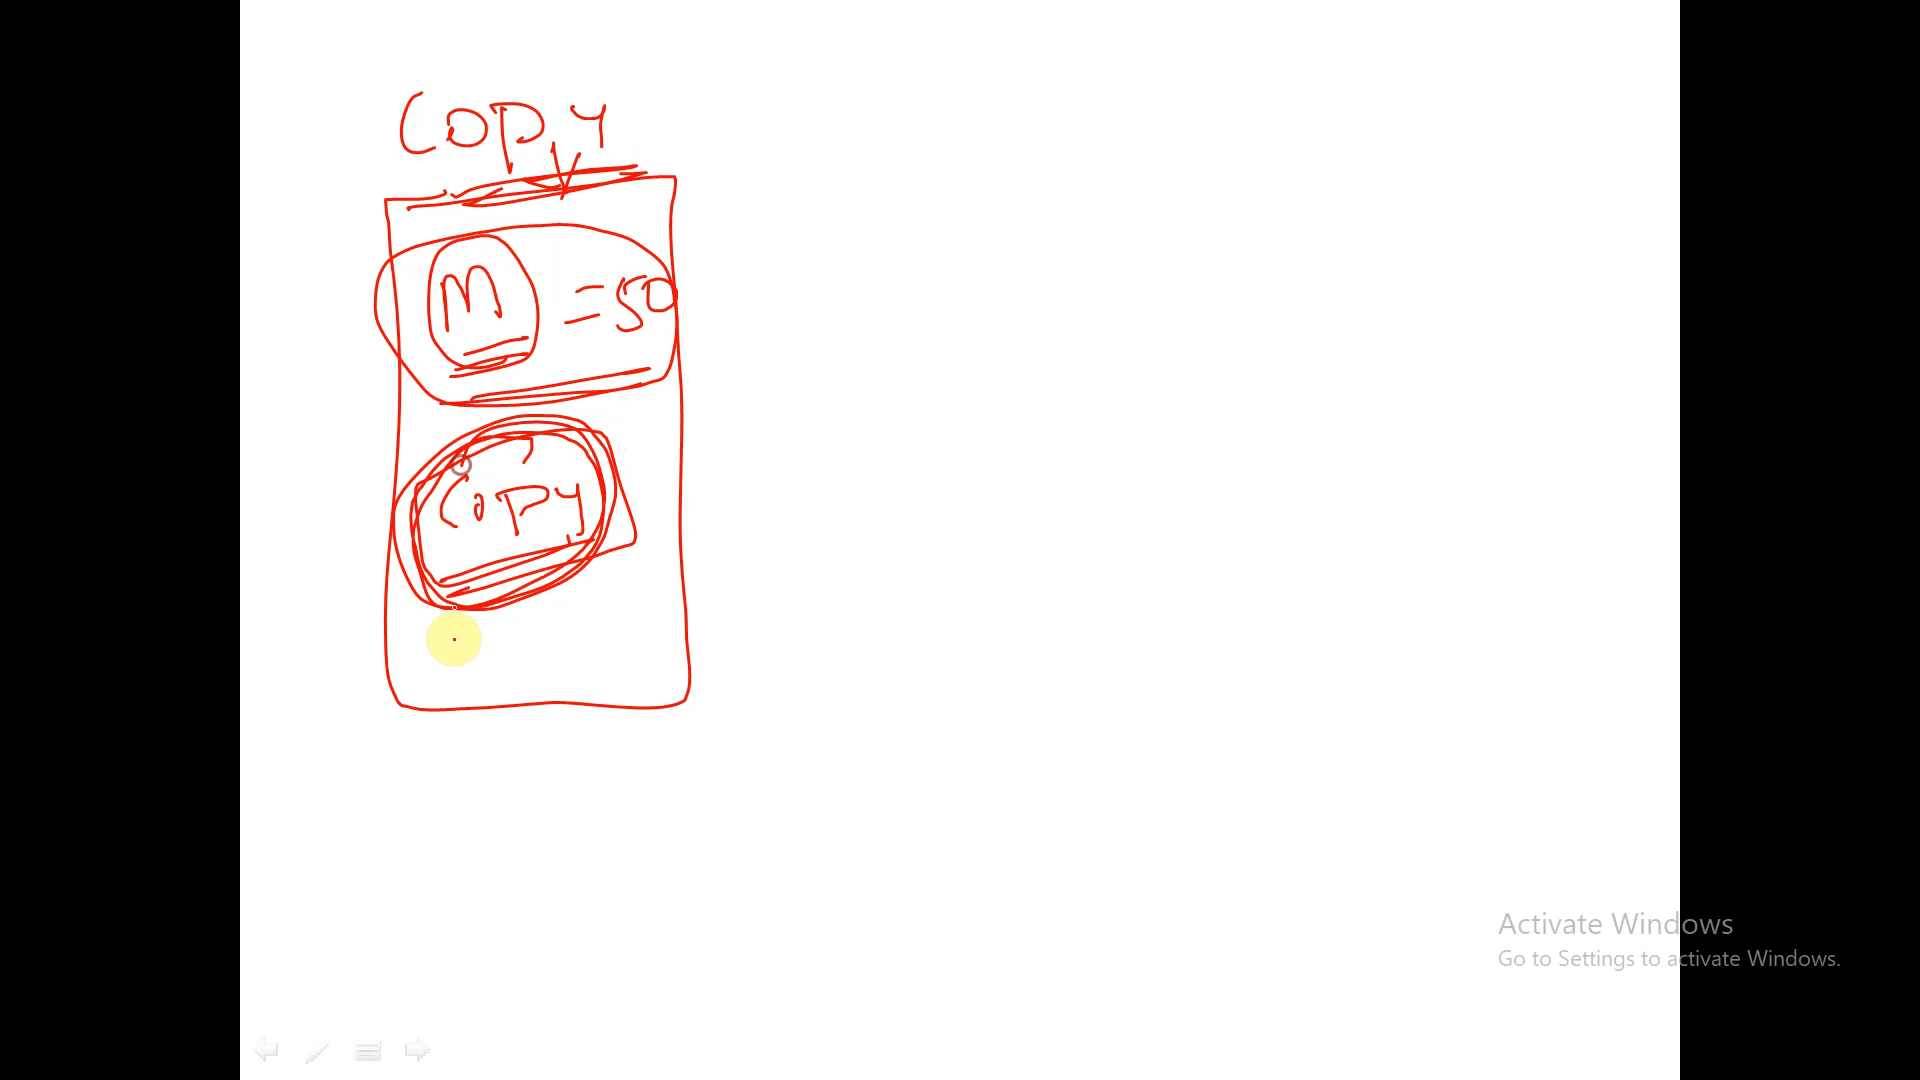 Copy
M = 50
Copy
Activate Windows
Go to Settings to activate Windows.